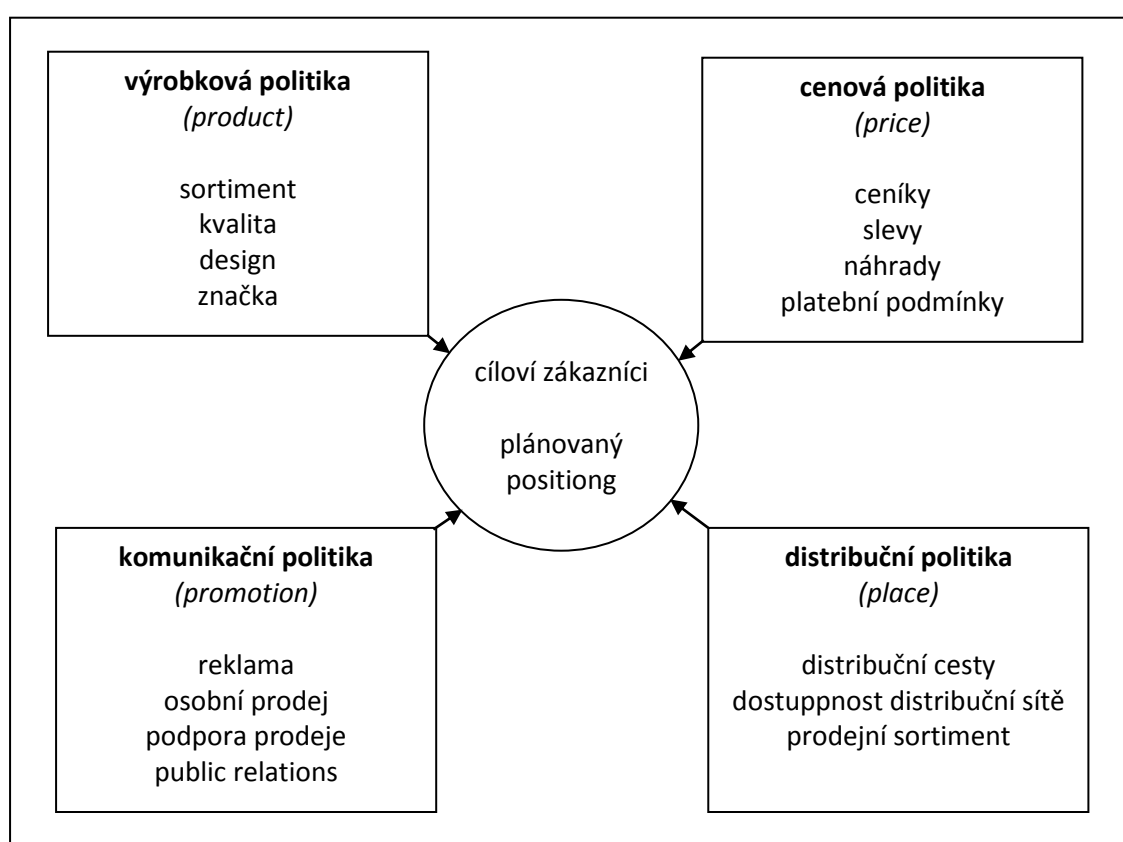 výrobková politika
(product)
sortiment
kvalita
design
značka
cenová politika
(price)
ceníky
slevy
náhrady
platební podmínky
cíloví zákazníci
plánovaný
positiong
komunikační politika
(promotion)
reklama
osobní prodej
podpora prodeje
public relations
distribuční politika
(place)
distribuční cesty
dostuppnost distribuční sítě
prodejní sortiment